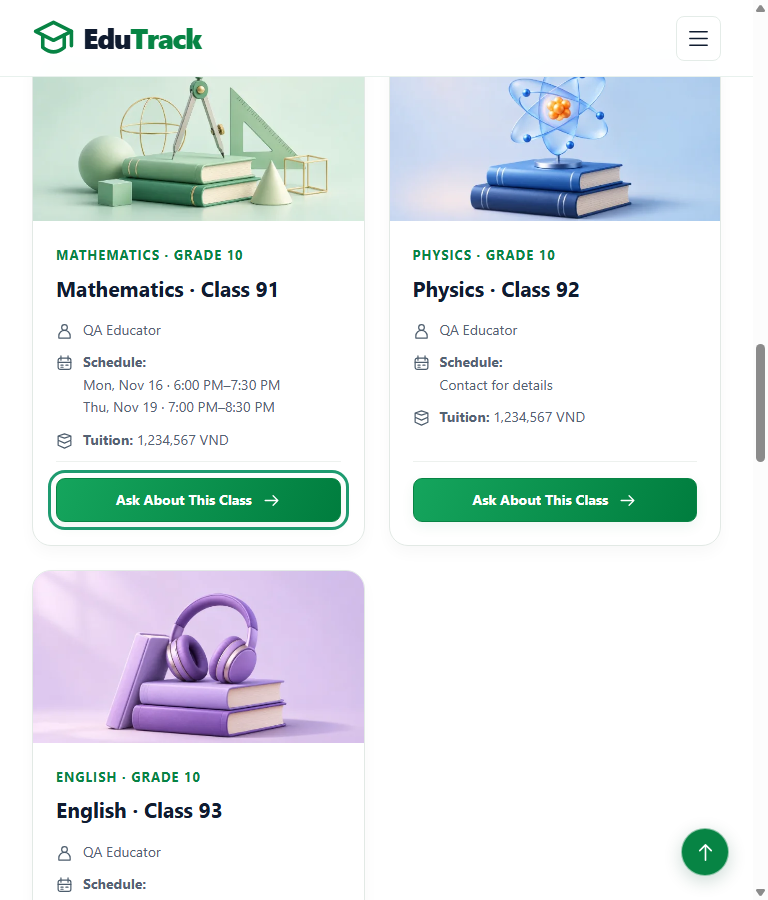 EduTrack
MATHEMATICS · GRADE 10
Mathematics · Class 91
QA Educator
Schedule:
Mon, Nov 16 · 6:00 PM–7:30 PM
Thu, Nov 19 · 7:00 PM–8:30 PM
Tuition: 1,234,567 VND
Ask About This Class
PHYSICS · GRADE 10
Physics · Class 92
QA Educator
Schedule:
Contact for details
Tuition: 1,234,567 VND
Ask About This Class
ENGLISH · GRADE 10
English · Class 93
QA Educator
Schedule: